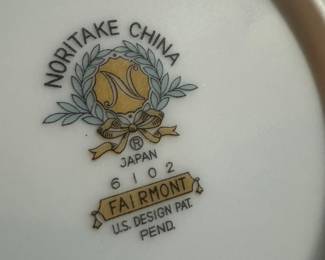 NORITAKE CHINA
N
®
JAPAN
6102
FAIRMONT
U.S. DESIGN PAT.
PEND.